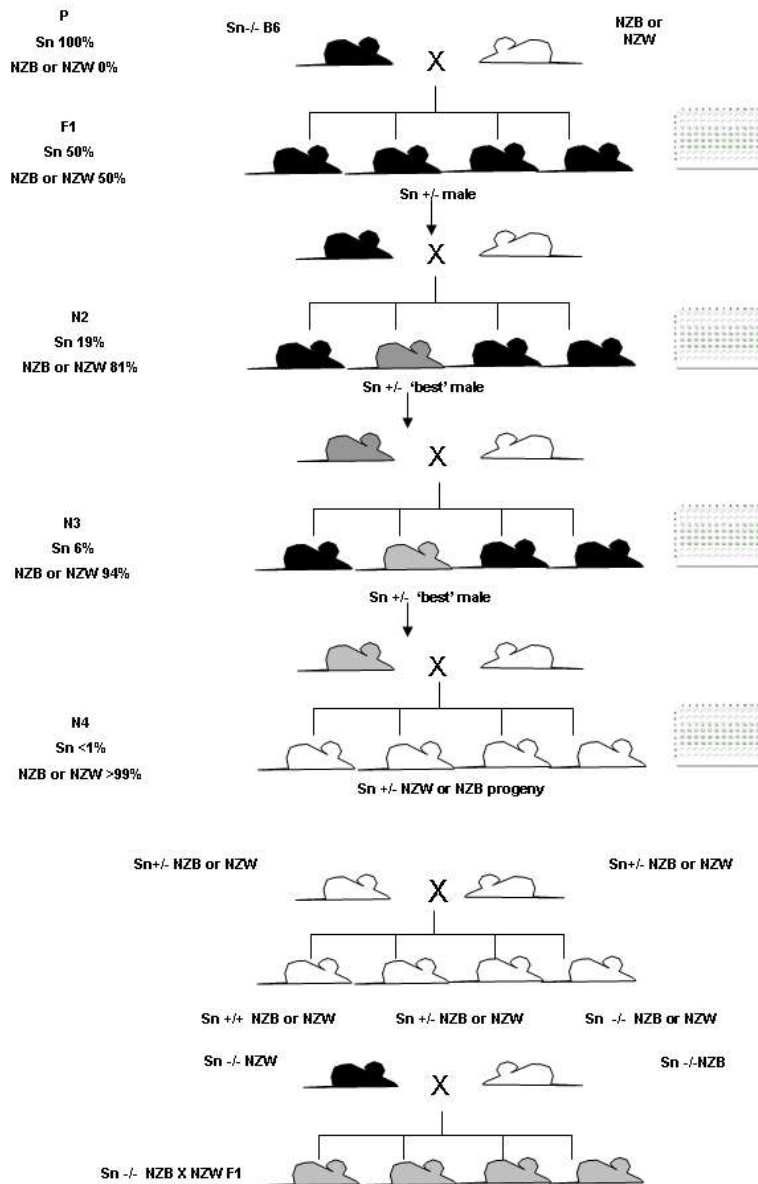 P
Sn 100%
NZB or NZW 0%
Sn-/- B6
NZB or
NZW
X
F1
Sn 50%
NZB or NZW 50%
Sn +/- male
X
N2
Sn 19%
NZB or NZW 81%
Sn +/- ‘best’ male
X
N3
Sn 6%
NZB or NZW 94%
Sn +/- ‘best’ male
X
N4
Sn <1%
NZB or NZW >99%
Sn +/- NZW or NZB progeny
Sn+/- NZB or NZW
Sn+/- NZB or NZW
X
Sn +/+ NZB or NZW
Sn +/- NZB or NZW
Sn -/- NZB or NZW
Sn -/- NZW
Sn -/-NZB
X
Sn -/- NZB X NZW F1